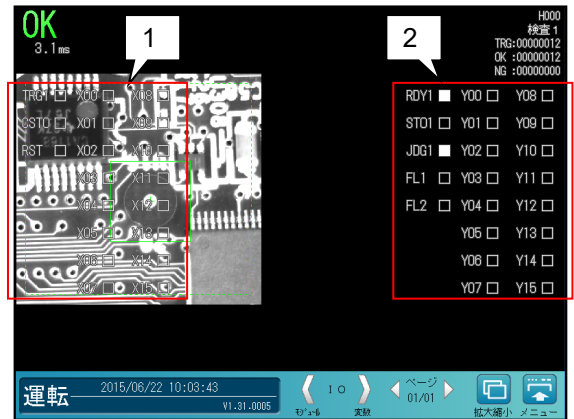 OK
3.1ms
1
2
H000
検査1
TRG:00000012
OK :00000012
NG :00000000
TRG1 X00 X08
CST0 X01 X09
RST X02 X10
X03 X11
X04 X12
X05 X13
X06 X14
X07 X15
RDY1 Y00 Y08
STO1 Y01 Y09
JDG1 Y02 Y10
FL1 Y03 Y11
FL2 Y04 Y12
Y05 Y13
Y06 Y14
Y07 Y15
運転
2015/06/22 10:03:43
V1.31.0005
IO
ﾓｼﾞｭｰﾙ 変数
ページ
01/01
拡大縮小 メニュー